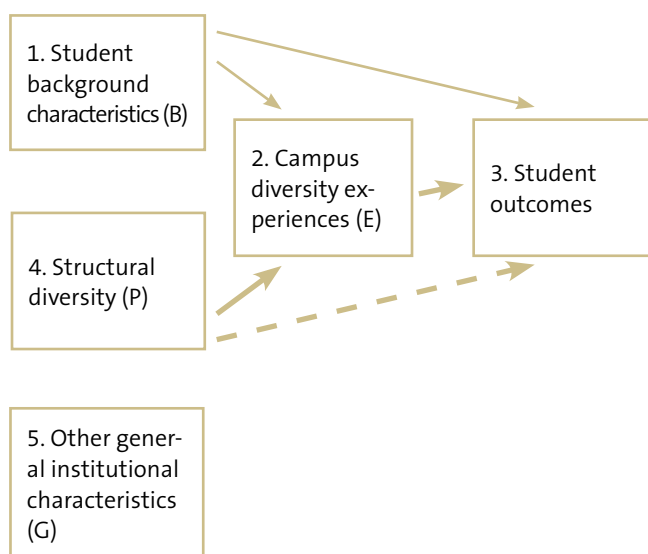 1. Student
background
characteristics (B)
2. Campus
diversity ex-
periences (E)
3. Student
outcomes
4. Structural
diversity (P)
5. Other gener-
al institutional
characteristics
(G)